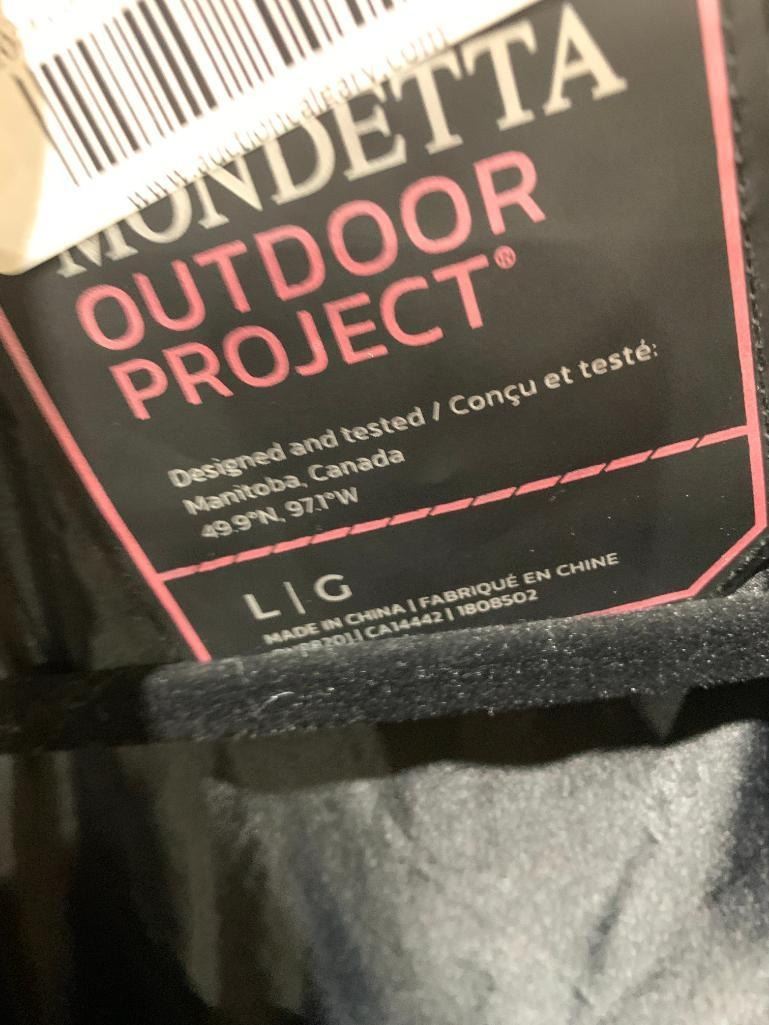 MONDETTA
OUTDOOR
PROJECT®
Designed and tested / Conçu et testé:
Manitoba, Canada
49.9°N, 97.1°W
L | G
MADE IN CHINA | FABRIQUÉ EN CHINE
CA14442 | 1808502